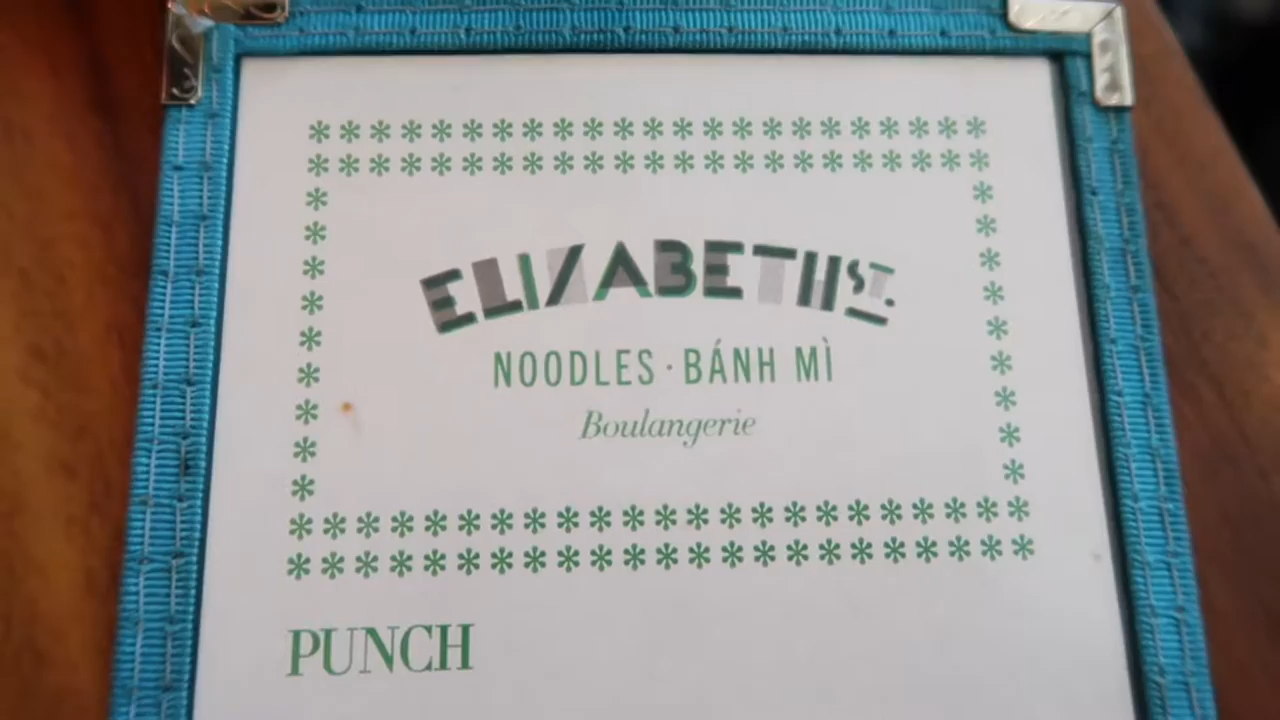 ELIZABETH ST.
NOODLES · BÁNH MÌ
Boulangerie
PUNCH